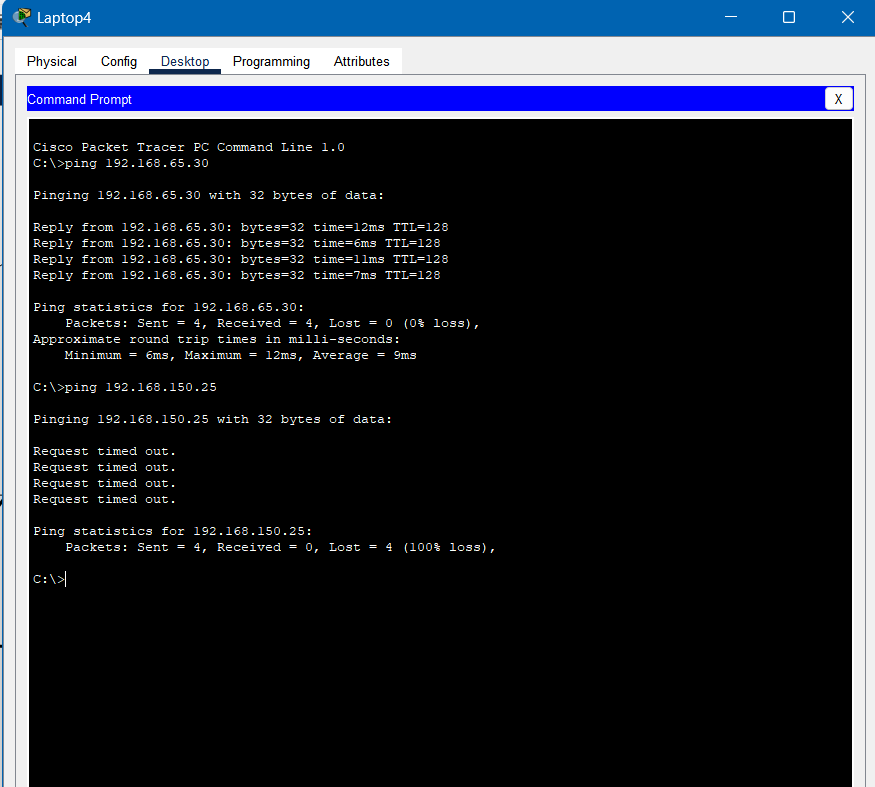 Laptop4
Physical Config Desktop Programming Attributes
Command Prompt X
Cisco Packet Tracer PC Command Line 1.0
C:\>ping 192.168.65.30
Pinging 192.168.65.30 with 32 bytes of data:
Reply from 192.168.65.30: bytes=32 time=12ms TTL=128
Reply from 192.168.65.30: bytes=32 time=6ms TTL=128
Reply from 192.168.65.30: bytes=32 time=11ms TTL=128
Reply from 192.168.65.30: bytes=32 time=7ms TTL=128
Ping statistics for 192.168.65.30:
Packets: Sent = 4, Received = 4, Lost = 0 (0% loss),
Approximate round trip times in milli-seconds:
Minimum = 6ms, Maximum = 12ms, Average = 9ms
C:\>ping 192.168.150.25
Pinging 192.168.150.25 with 32 bytes of data:
Request timed out.
Request timed out.
Request timed out.
Request timed out.
Ping statistics for 192.168.150.25:
Packets: Sent = 4, Received = 0, Lost = 4 (100% loss),
C:\>